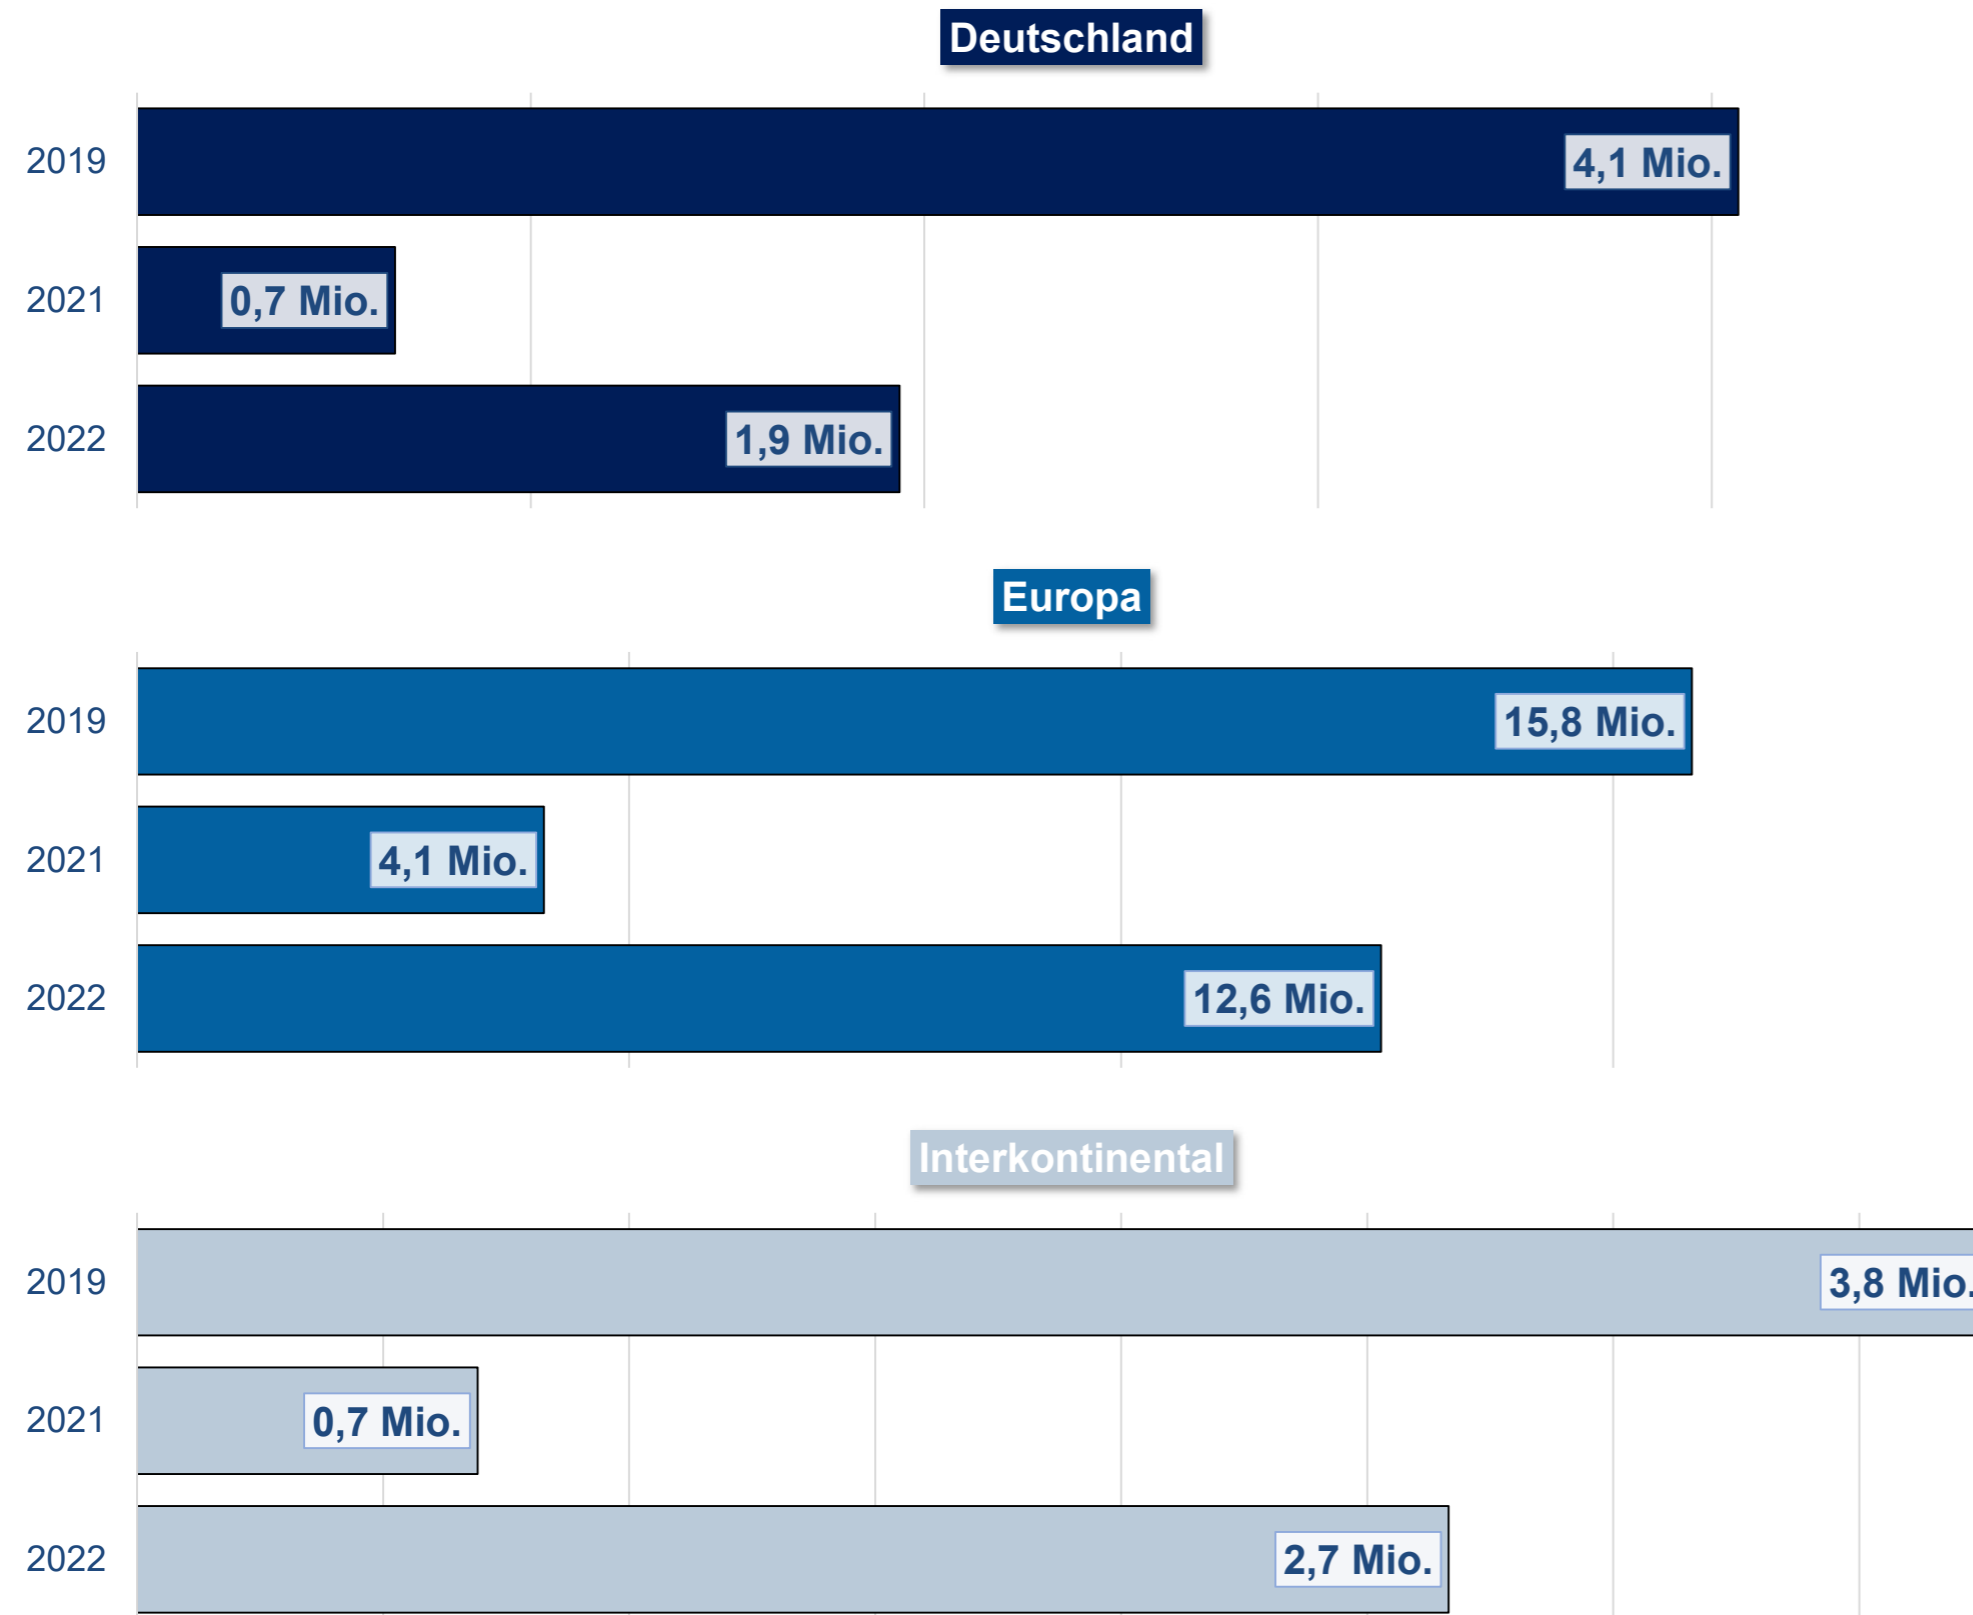 Deutschland
2019 4,1 Mio.
2021 0,7 Mio.
2022 1,9 Mio.
Europa
2019 15,8 Mio.
2021 4,1 Mio.
2022 12,6 Mio.
Interkontinental
2019 3,8 Mio.
2021 0,7 Mio.
2022 2,7 Mio.